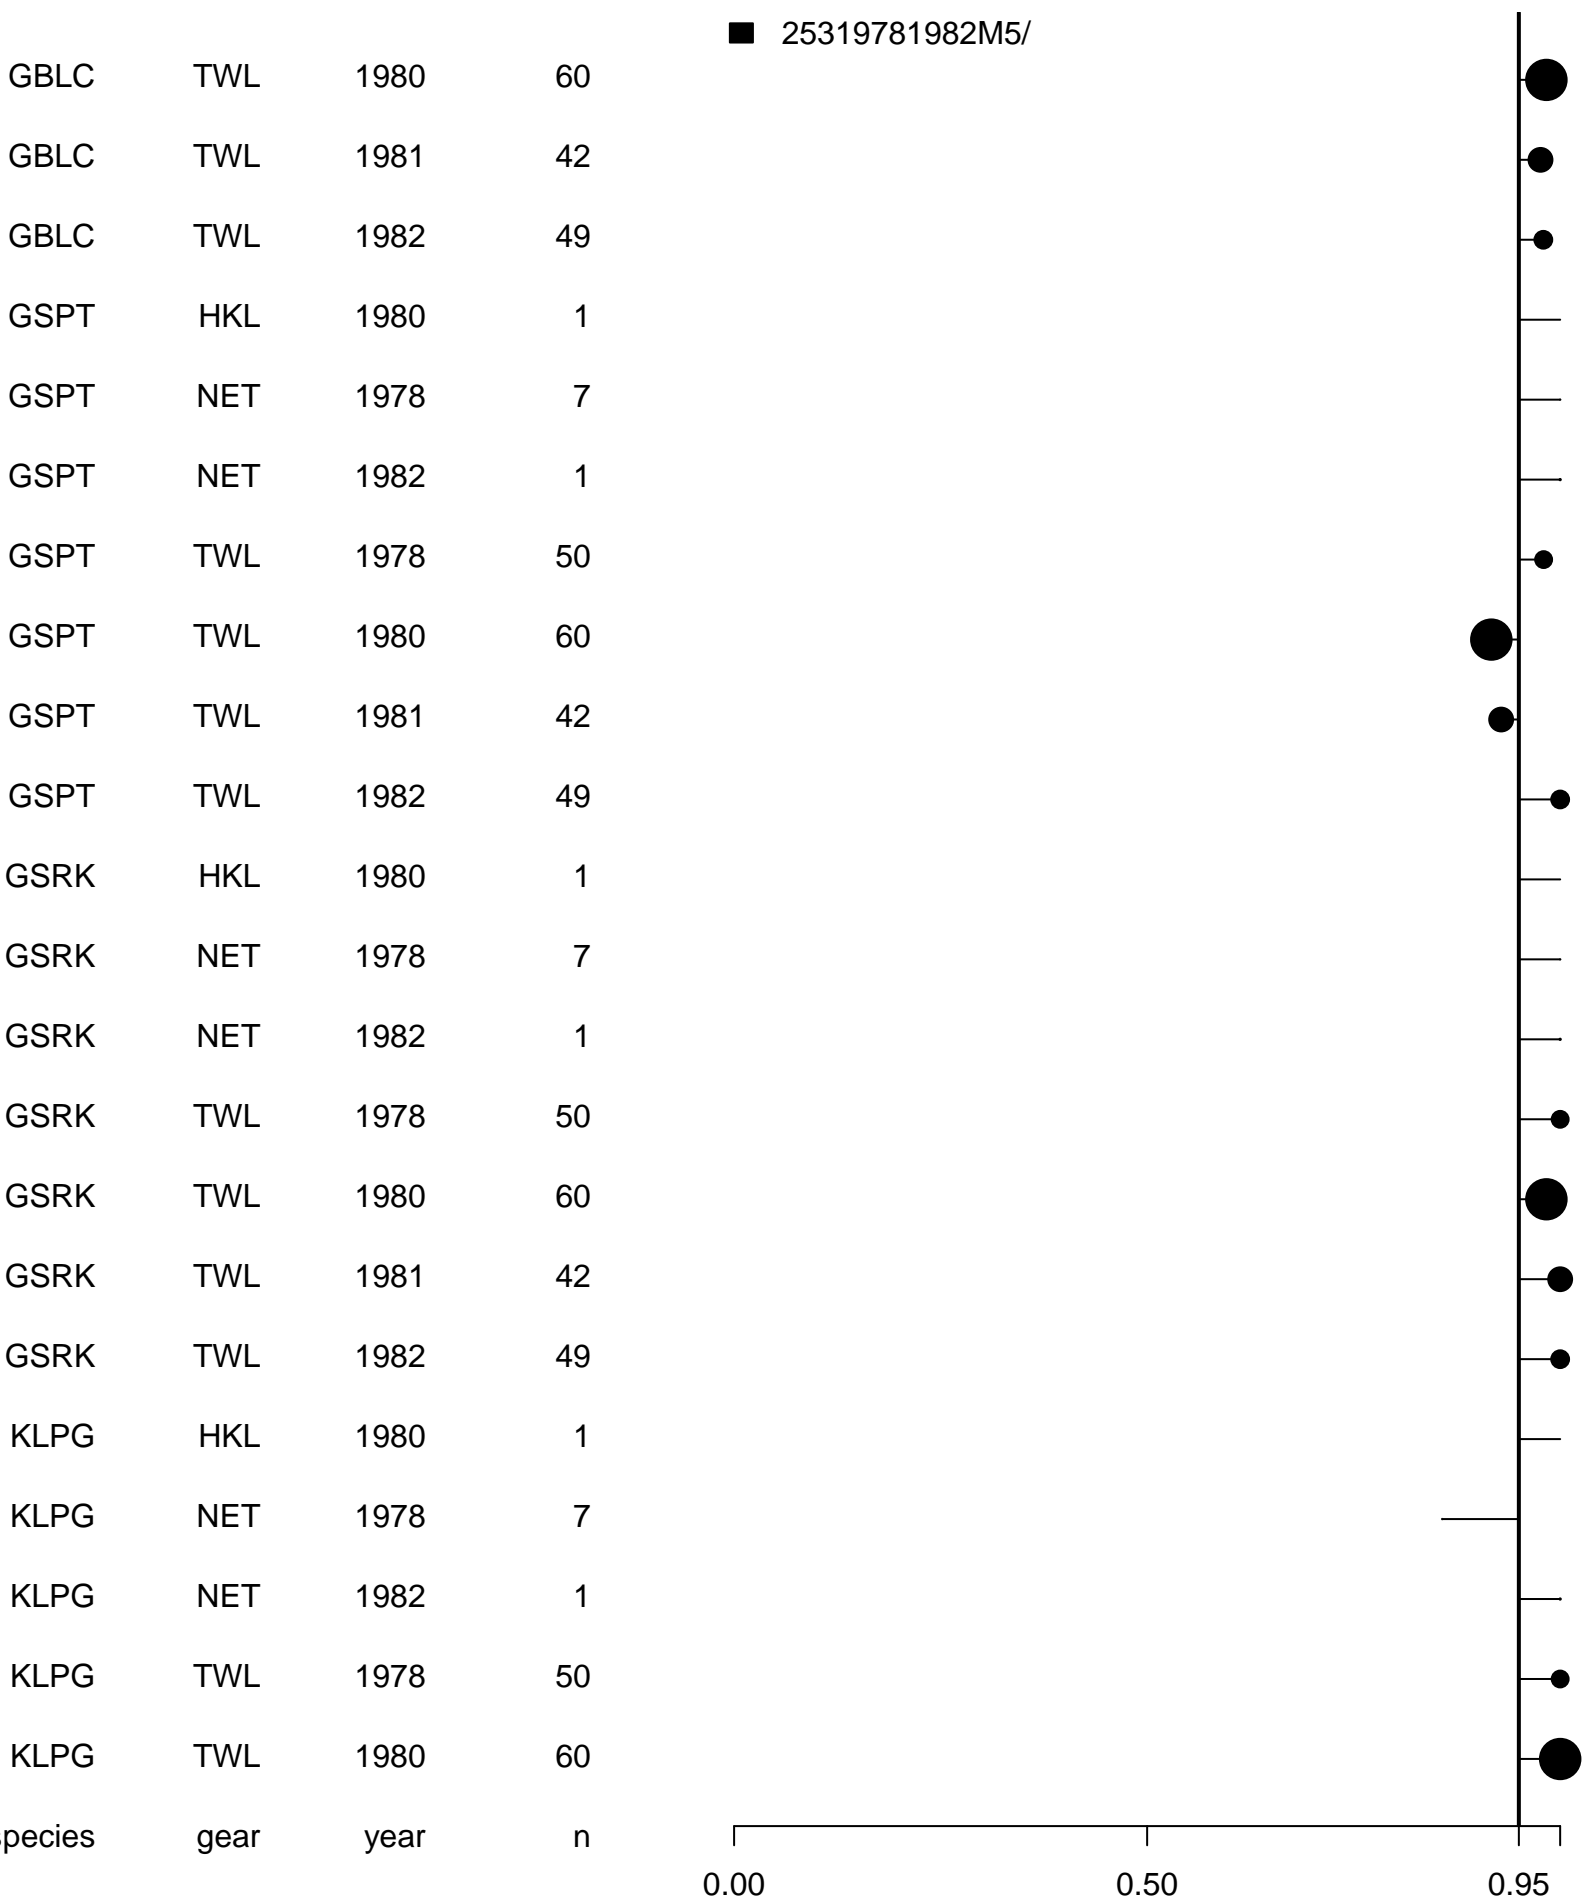 25319781982M5/
GBLC TWL 1980 60
GBLC TWL 1981 42
GBLC TWL 1982 49
GSPT HKL 1980 1
GSPT NET 1978 7
GSPT NET 1982 1
GSPT TWL 1978 50
GSPT TWL 1980 60
GSPT TWL 1981 42
GSPT TWL 1982 49
GSRK HKL 1980 1
GSRK NET 1978 7
GSRK NET 1982 1
GSRK TWL 1978 50
GSRK TWL 1980 60
GSRK TWL 1981 42
GSRK TWL 1982 49
KLPG HKL 1980 1
KLPG NET 1978 7
KLPG NET 1982 1
KLPG TWL 1978 50
KLPG TWL 1980 60
pecies gear year n
0.00 0.50 0.95